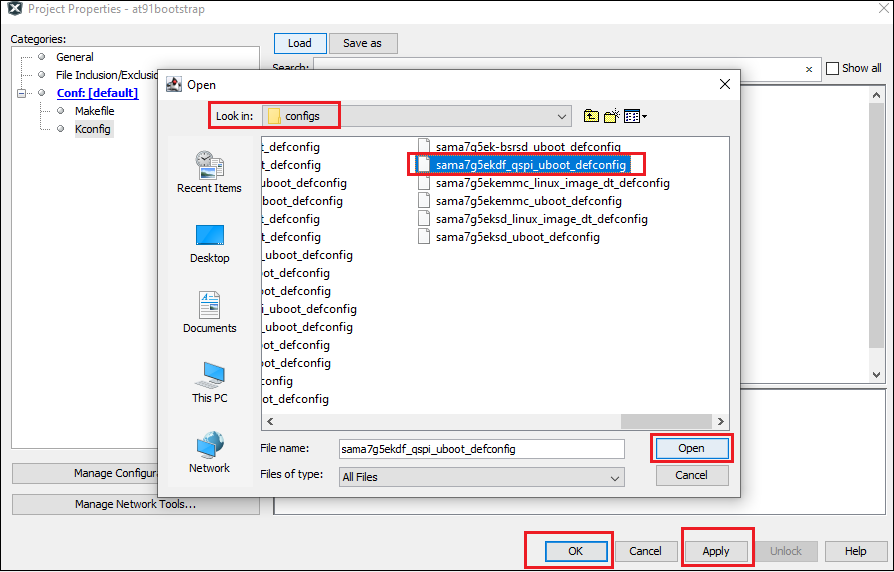 Project Properties - at91bootstrap
Categories:
General
File Inclusion/Exclusio
Conf: [default]
Makefile
Kconfig
Load
Save as
Search:
Show all
Open
Look in:
configs
Recent Items
Desktop
Documents
This PC
Network
t_defconfig
t_defconfig
uboot_defconfig
uboot_defconfig
t_defconfig
t_defconfig
_uboot_defconfig
oot_defconfig
oot_defconfig
i_uboot_defconfig
_uboot_defconfig
oot_defconfig
oot_defconfig
config
oot_defconfig
sama7g5ek-bsrsd_uboot_defconfig
sama7g5ekdf_qspi_uboot_defconfig
sama7g5ekemmc_linux_image_dt_defconfig
sama7g5ekemmc_uboot_defconfig
sama7g5eksd_linux_image_dt_defconfig
sama7g5eksd_uboot_defconfig
File name:
sama7g5ekdf_qspi_uboot_defconfig
Open
Files of type:
All Files
Cancel
Manage Configura
Manage Network Tools...
OK
Cancel
Apply
Unlock
Help